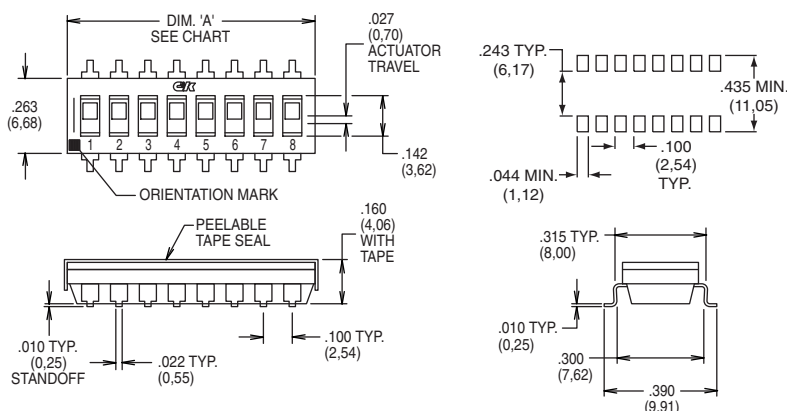 DIM. 'A'
SEE CHART
.027
(0,70)
ACTUATOR
TRAVEL
.263
(6,68)
CK
1 2 3 4 5 6 7 8
.142
(3,62)
ORIENTATION MARK
.243 TYP.
(6,17)
.435 MIN.
(11,05)
.100
(2,54)
TYP.
.044 MIN.
(1,12)
PEELABLE
TAPE SEAL
.160
(4,06)
WITH
TAPE
.010 TYP.
(0,25)
STANDOFF
.022 TYP.
(0,55)
.100 TYP.
(2,54)
.315 TYP.
(8,00)
.010 TYP.
(0,25)
.300
(7,62)
.390
(9,91)